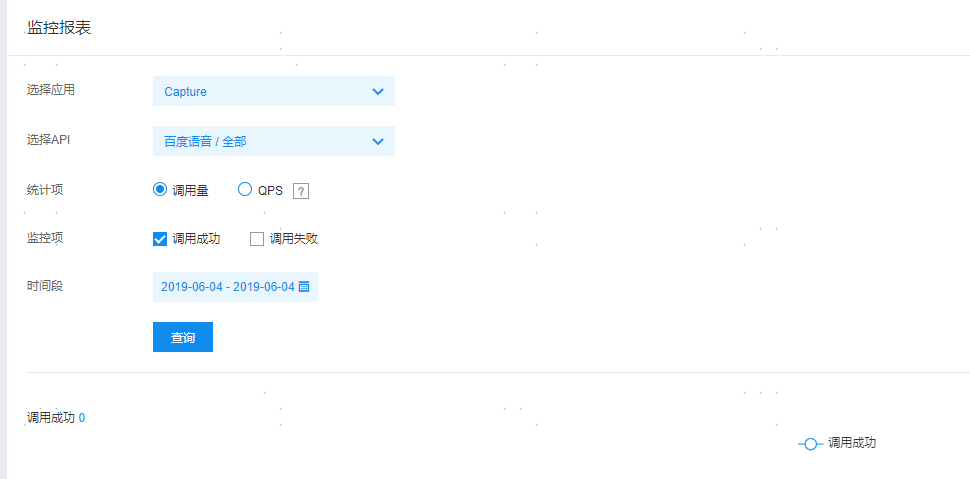 监控报表
选择应用 Capture
选择API 百度语音 / 全部
统计项 调用量 QPS ?
监控项 调用成功 调用失败
时间段 2019-06-04 - 2019-06-04
查询
调用成功 0
调用成功